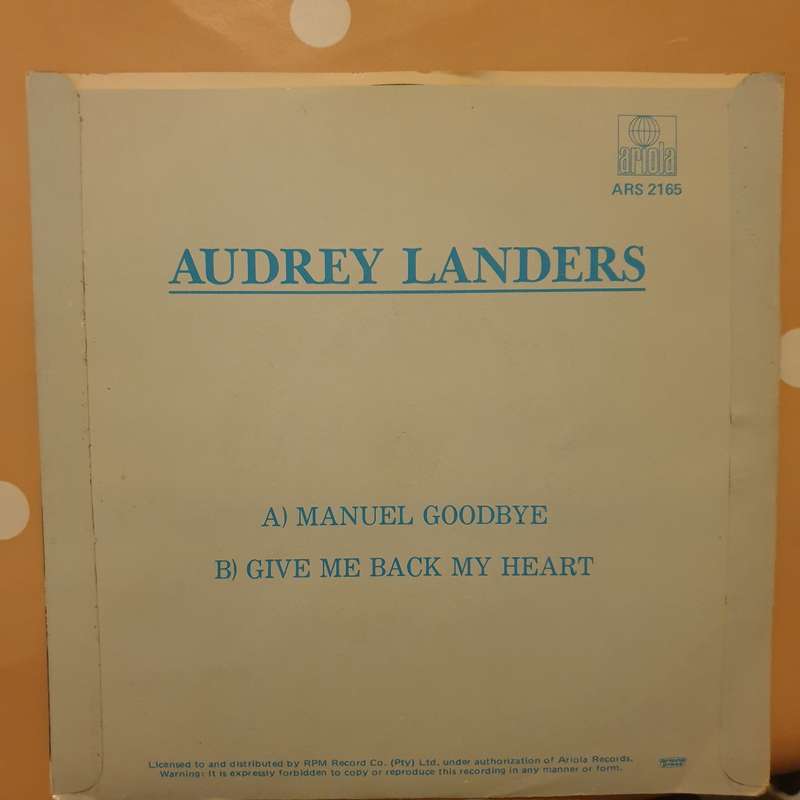 ariola
ARS 2165
AUDREY LANDERS
A) MANUEL GOODBYE
B) GIVE ME BACK MY HEART
Licensed to and distributed by RPM Record Co. (Pty) Ltd. under authorization of Ariola Records.
Warning: It is expressly forbidden to copy or reproduce this recording in any manner or form.